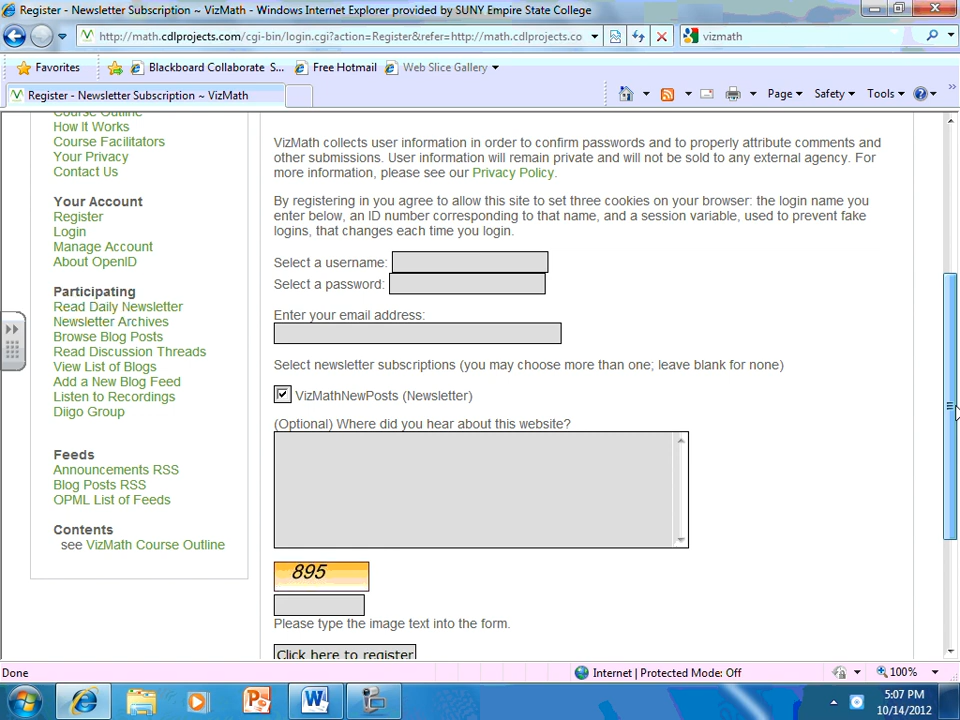 Register - Newsletter Subscription ~ VizMath - Windows Internet Explorer provided by SUNY Empire State College
http://math.cdlprojects.com/cgi-bin/login.cgi?action=Register&refer=http://math.cdlprojects.co
vizmath
Favorites
Blackboard Collaborate S...
Free Hotmail
Web Slice Gallery
Register - Newsletter Subscription ~ VizMath
Page
Safety
Tools
»
Course Outline
How It Works
Course Facilitators
Your Privacy
Contact Us
Your Account
Register
Login
Manage Account
About OpenID
Participating
Read Daily Newsletter
Newsletter Archives
Browse Blog Posts
Read Discussion Threads
View List of Blogs
Add a New Blog Feed
Listen to Recordings
Diigo Group
Feeds
Announcements RSS
Blog Posts RSS
OPML List of Feeds
Contents
see VizMath Course Outline
VizMath collects user information in order to confirm passwords and to properly attribute comments and
other submissions. User information will remain private and will not be sold to any external agency. For
more information, please see our Privacy Policy.
By registering in you agree to allow this site to set three cookies on your browser: the login name you
enter below, an ID number corresponding to that name, and a session variable, used to prevent fake
logins, that changes each time you login.
Select a username:
Select a password:
Enter your email address:
Select newsletter subscriptions (you may choose more than one; leave blank for none)
VizMathNewPosts (Newsletter)
(Optional) Where did you hear about this website?
895
Please type the image text into the form.
Click here to register
Done
Internet | Protected Mode: Off
100%
5:07 PM
10/14/2012